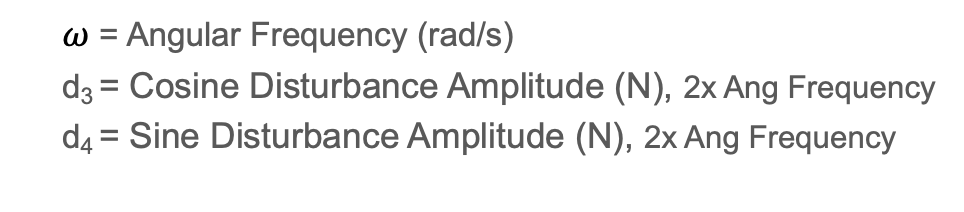 ω = Angular Frequency (rad/s)
d₃ = Cosine Disturbance Amplitude (N), 2x Ang Frequency
d₄ = Sine Disturbance Amplitude (N), 2x Ang Frequency